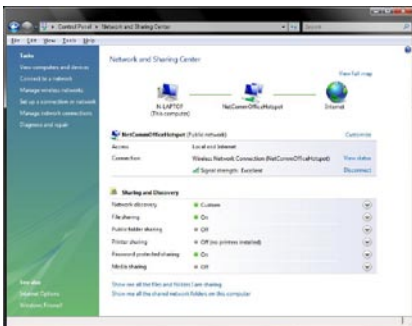 Control Panel ▸ Network and Sharing Center
Search
File Edit View Tools Help
Tasks
View computers and devices
Connect to a network
Manage wireless networks
Set up a connection or network
Manage network connections
Diagnose and repair
Network and Sharing Center
View full map
N-LAPTOP
(This computer)
NetCommOfficeHotspot
Internet
NetCommOfficeHotspot (Public network)
Customize
Access
Local and Internet
Connection
Wireless Network Connection (NetCommOfficeHotspot)
View status
Signal strength: Excellent
Disconnect
Sharing and Discovery
Network discovery
Custom
File sharing
On
Public folder sharing
Off
Printer sharing
Off (no printers installed)
Password protected sharing
On
Media sharing
Off
Show me all the files and folders I am sharing
Show me all the shared network folders on this computer
See also
Internet Options
Windows Firewall